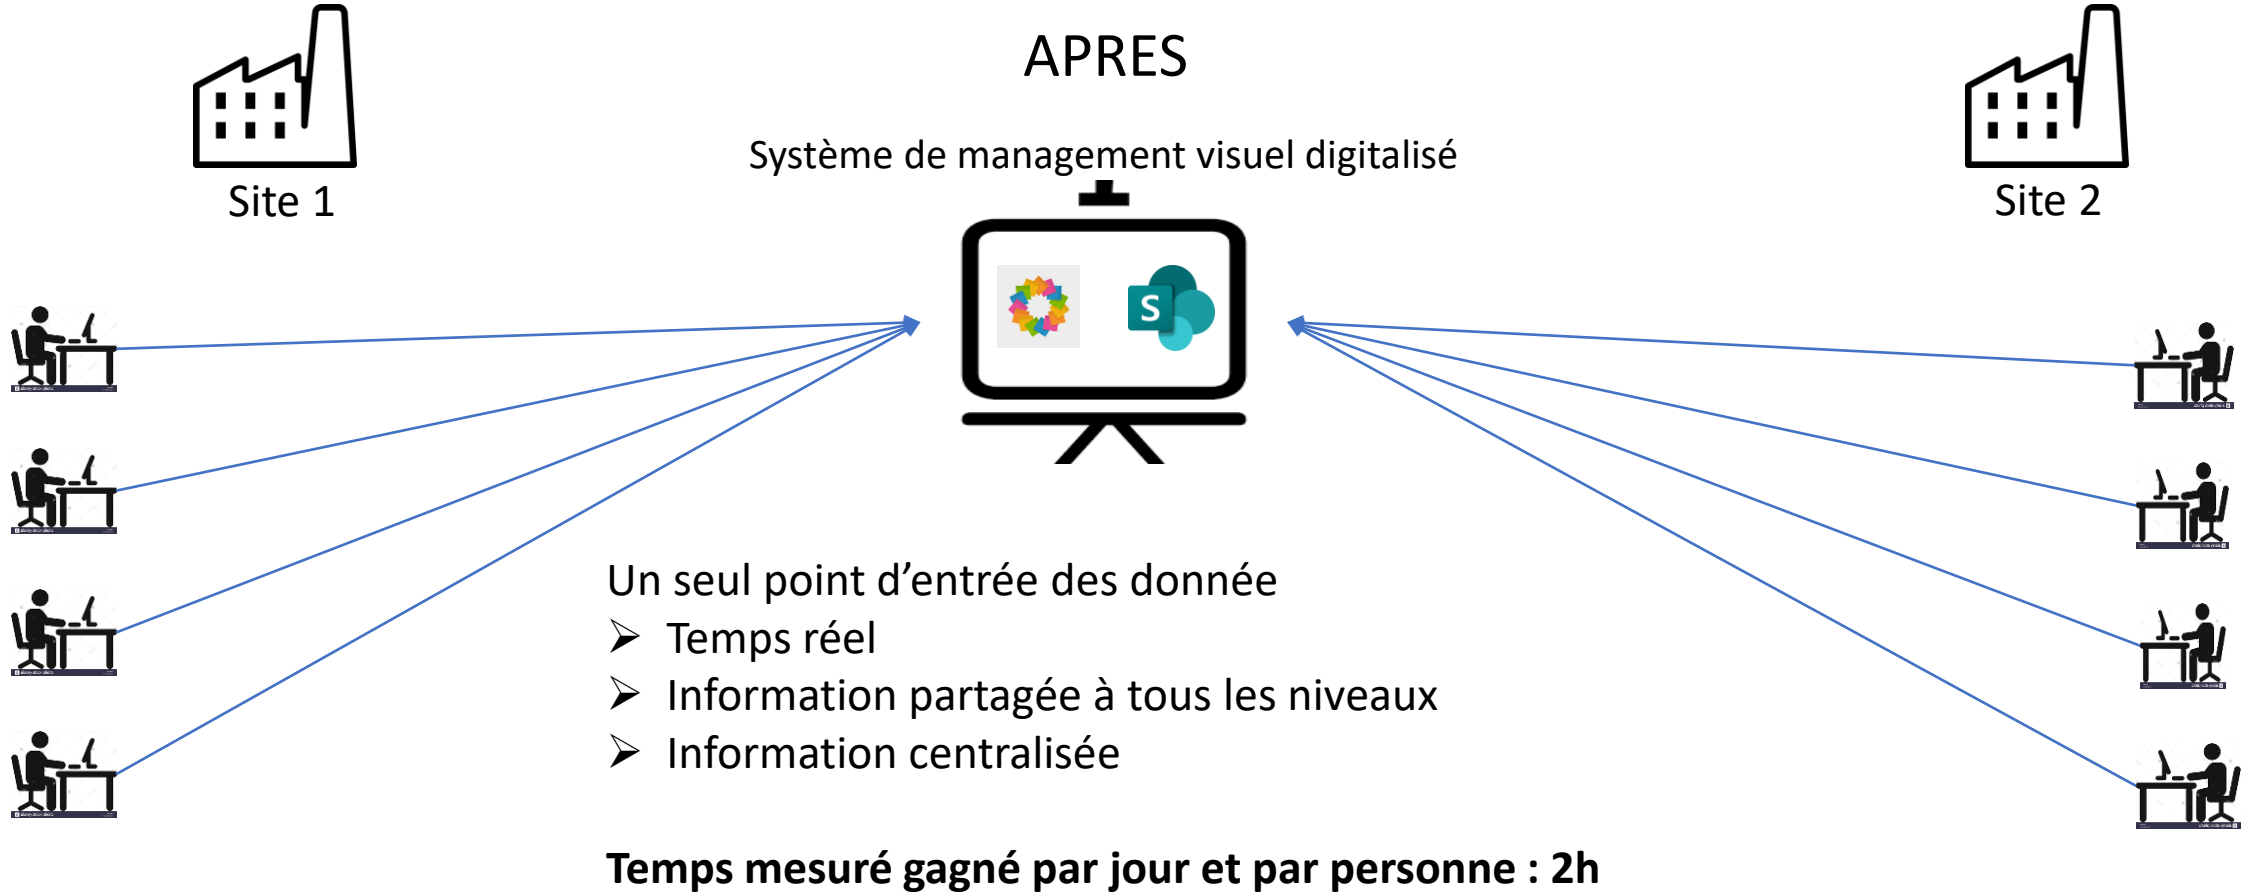 APRES
Site 1
Système de management visuel digitalisé
Site 2
S
Un seul point d’entrée des donnée
➢ Temps réel
➢ Information partagée à tous les niveaux
➢ Information centralisée
Temps mesuré gagné par jour et par personne : 2h